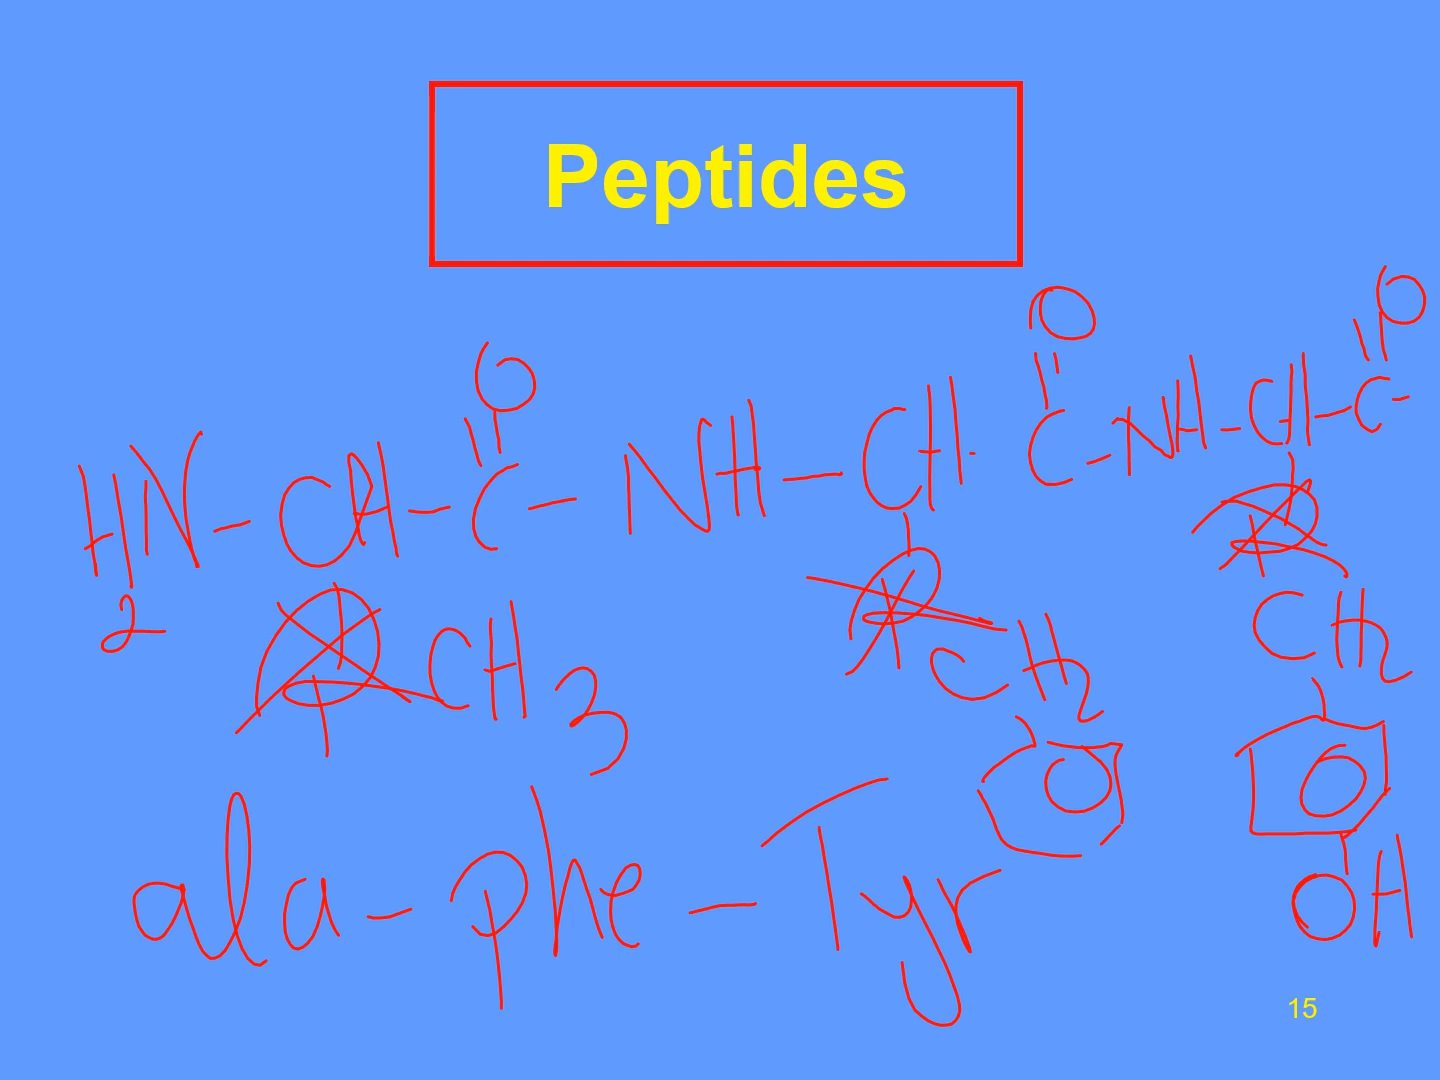 Peptides
O O O
H2N - CH - C - NH - CH - C - NH - CH - C -
CH3 CH2 CH2
OH
ala - phe - Tyr
15